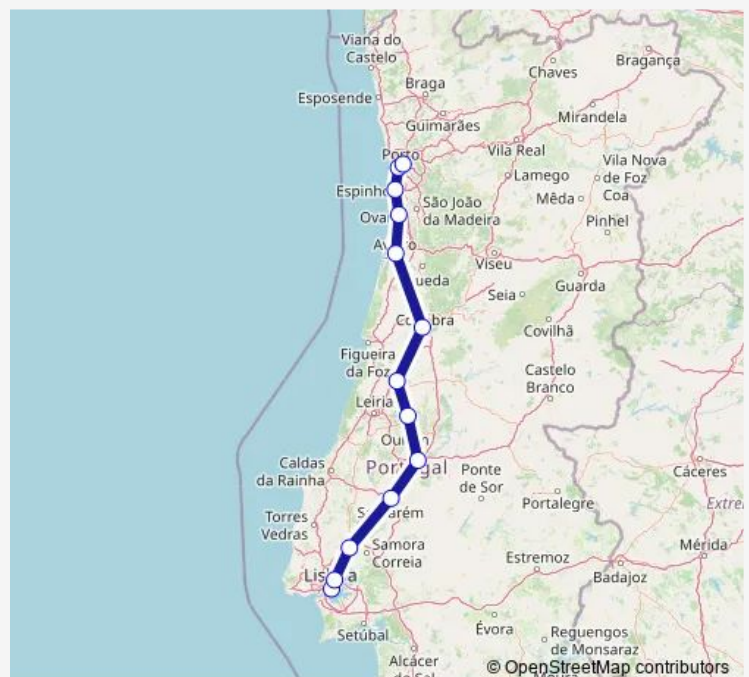 Viana do
Castelo
Bragança
Chaves
Esposende
Braga
Mirandela
Guimarães
Porto
Vila Real
Vila Nova
de Foz
Coa
Lamego
Espinho
Mêda
São João
da Madeira
Pinhel
Viseu
Guarda
Seia
Covilhã
Figueira
da Foz
Castelo
Branco
Leiria
Portugal
Caldas
da Rainha
Ponte
de Sor
Cáceres
Portalegre
Torres
Vedras
Samora
Correia
Estremoz
Mérida
Badajoz
Setúbal
Évora
Reguengos
de Monsaraz
Alcácer
© OpenStreetMap contributors